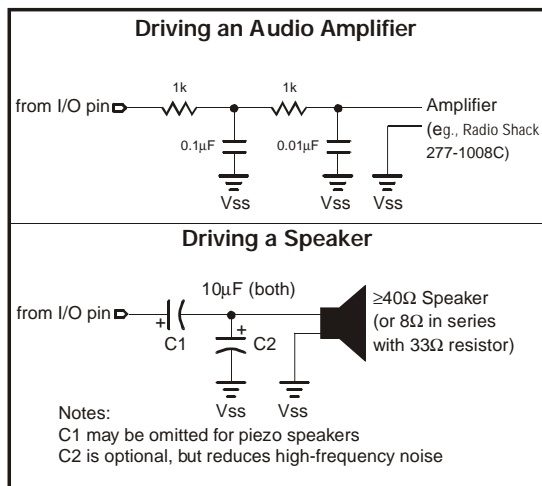 Driving an Audio Amplifier
1k
1k
from I/O pin
Amplifier
(eg., Radio Shack
277-1008C)
0.1µF
0.01µF
Vss
Vss
Vss
Driving a Speaker
10µF (both)
≥40Ω Speaker
(or 8Ω in series
with 33Ω resistor)
from I/O pin
+
C1
+
C2
Vss
Vss
Notes:
C1 may be omitted for piezo speakers
C2 is optional, but reduces high-frequency noise